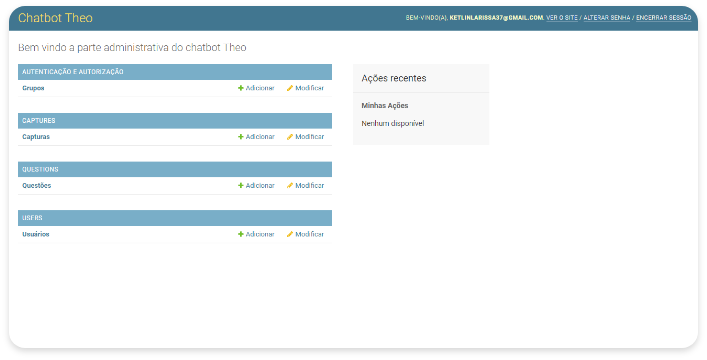 Chatbot Theo
BEM-VINDO(A), KETLINLARISSA37@GMAIL.COM. VER O SITE / ALTERAR SENHA / ENCERRAR SESSÃO
Bem vindo a parte administrativa do chatbot Theo
AUTENTICAÇÃO E AUTORIZAÇÃO
Grupos Adicionar Modificar
CAPTURES
Capturas Adicionar Modificar
QUESTIONS
Questões Adicionar Modificar
USERS
Usuários Adicionar Modificar
Ações recentes
Minhas Ações
Nenhum disponível